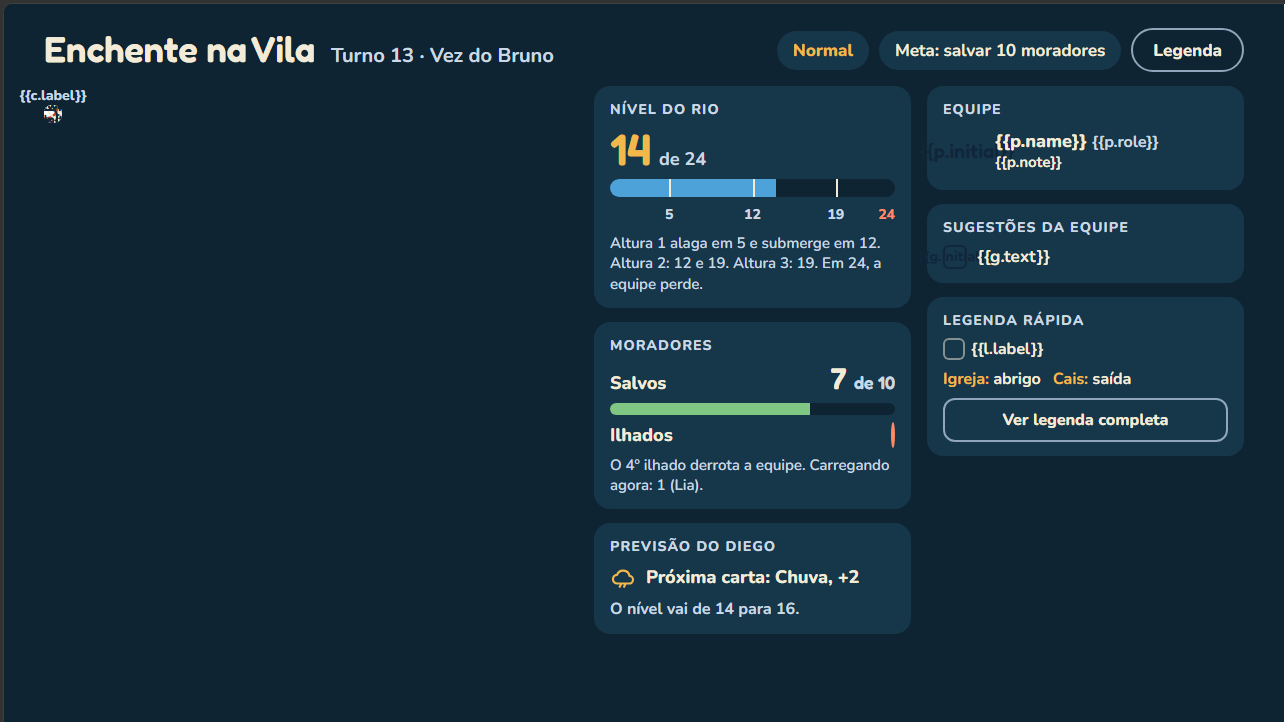 Enchente na Vila
Turno 13 · Vez do Bruno
Normal
Meta: salvar 10 moradores
Legenda
{{c.label}}
NÍVEL DO RIO
14 de 24
5 12 19 24
Altura 1 alaga em 5 e submerge em 12.
Altura 2: 12 e 19. Altura 3: 19. Em 24, a
equipe perde.
MORADORES
Salvos 7 de 10
Ilhados
O 4º ilhado derrota a equipe. Carregando
agora: 1 (Lia).
PREVISÃO DO DIEGO
Próxima carta: Chuva, +2
O nível vai de 14 para 16.
EQUIPE
{{p.name}} {{p.role}}
{{p.note}}
SUGESTÕES DA EQUIPE
{{g.text}}
LEGENDA RÁPIDA
{{l.label}}
Igreja: abrigo Cais: saída
Ver legenda completa